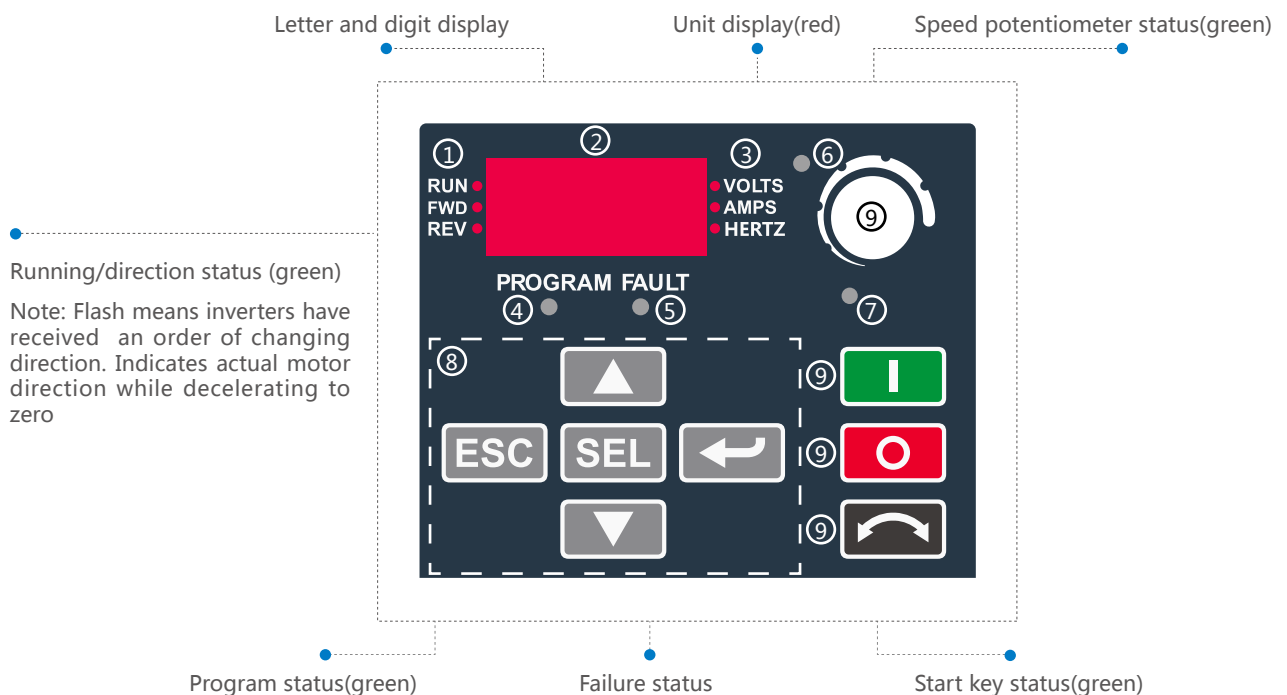 Letter and digit display
Unit display(red)
Speed potentiometer status(green)
① ② ③ ⑥
RUN
FWD
REV
VOLTS
AMPS
HERTZ
⑨
Running/direction status (green)
Note: Flash means inverters have
received an order of changing
direction. Indicates actual motor
direction while decelerating to
zero
PROGRAM FAULT
④ ⑤ ⑦
⑧
⑨
ESC SEL
⑨
⑨
Program status(green)
Failure status
Start key status(green)